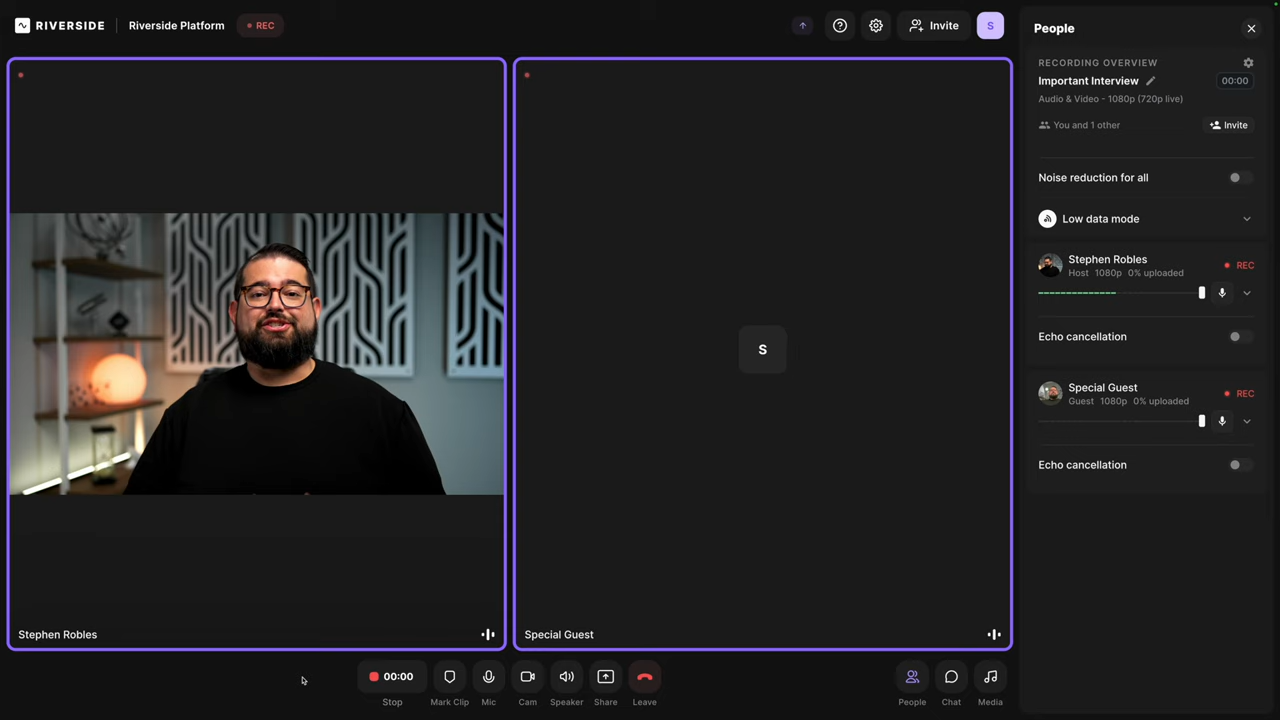 RIVERSIDE
Riverside Platform
REC
Invite
S
S
Stephen Robles
Special Guest
00:00
Stop
Mark Clip
Mic
Cam
Speaker
Share
Leave
People
Chat
Media
People
RECORDING OVERVIEW
Important Interview
00:00
Audio & Video - 1080p (720p live)
You and 1 other
Invite
Noise reduction for all
Low data mode
Stephen Robles
Host 1080p 0% uploaded
REC
Echo cancellation
Special Guest
Guest 1080p 0% uploaded
REC
Echo cancellation